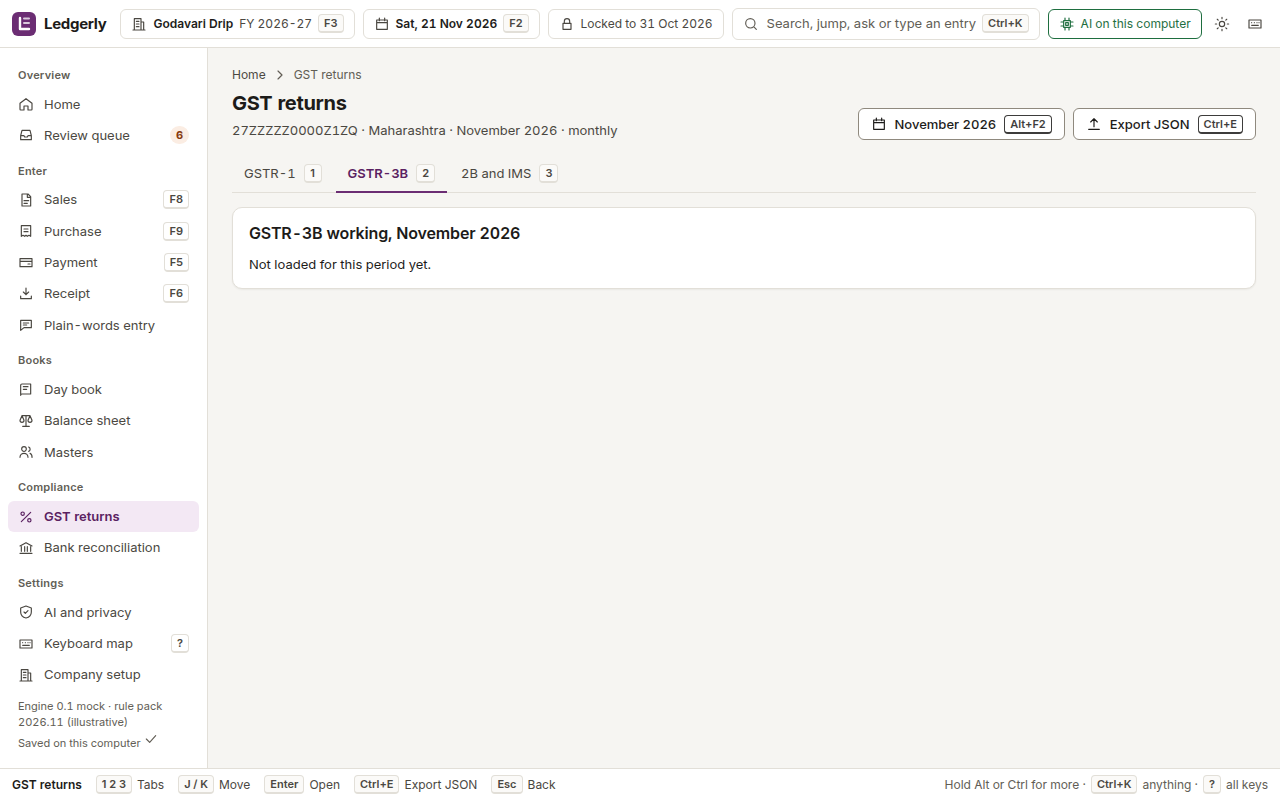 Ledgerly
Godavari Drip FY 2026-27 F3
Sat, 21 Nov 2026 F2
Locked to 31 Oct 2026
Search, jump, ask or type an entry Ctrl+K
AI on this computer
Overview
Home
Review queue 6
Enter
Sales F8
Purchase F9
Payment F5
Receipt F6
Plain-words entry
Books
Day book
Balance sheet
Masters
Compliance
GST returns
Bank reconciliation
Settings
AI and privacy
Keyboard map ?
Company setup
Engine 0.1 mock · rule pack
2026.11 (illustrative)
Saved on this computer
Home > GST returns
GST returns
27ZZZZZ0000Z1ZQ · Maharashtra · November 2026 · monthly
November 2026 Alt+F2
Export JSON Ctrl+E
GSTR-1 1
GSTR-3B 2
2B and IMS 3
GSTR-3B working, November 2026
Not loaded for this period yet.
GST returns 1 2 3 Tabs J / K Move Enter Open Ctrl+E Export JSON Esc Back
Hold Alt or Ctrl for more · Ctrl+K anything · ? all keys